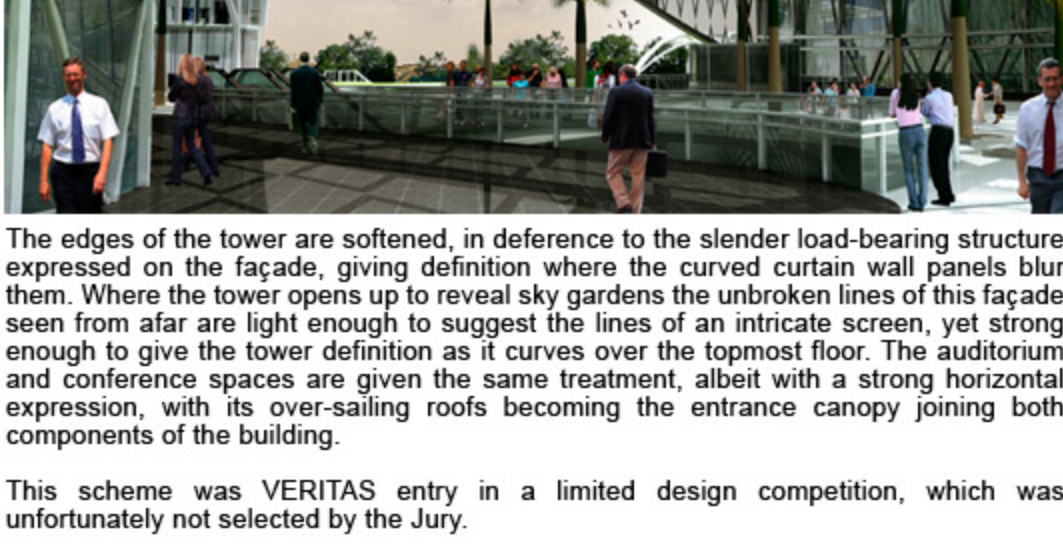 The edges of the tower are softened, in deference to the slender load-bearing structure
expressed on the façade, giving definition where the curved curtain wall panels blur
them. Where the tower opens up to reveal sky gardens the unbroken lines of this façade
seen from afar are light enough to suggest the lines of an intricate screen, yet strong
enough to give the tower definition as it curves over the topmost floor. The auditorium
and conference spaces are given the same treatment, albeit with a strong horizontal
expression, with its over-sailing roofs becoming the entrance canopy joining both
components of the building.
This scheme was VERITAS entry in a limited design competition, which was
unfortunately not selected by the Jury.